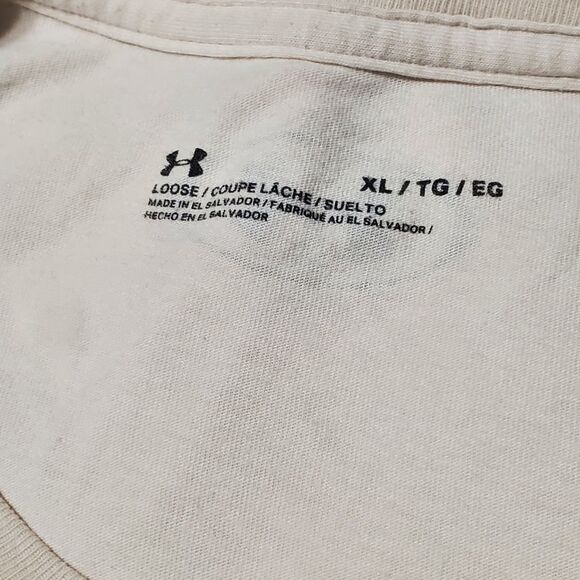 XL / TG / EG
LOOSE / COUPE LÂCHE / SUELTO
MADE IN EL SALVADOR / FABRIQUÉ AU EL SALVADOR /
HECHO EN EL SALVADOR